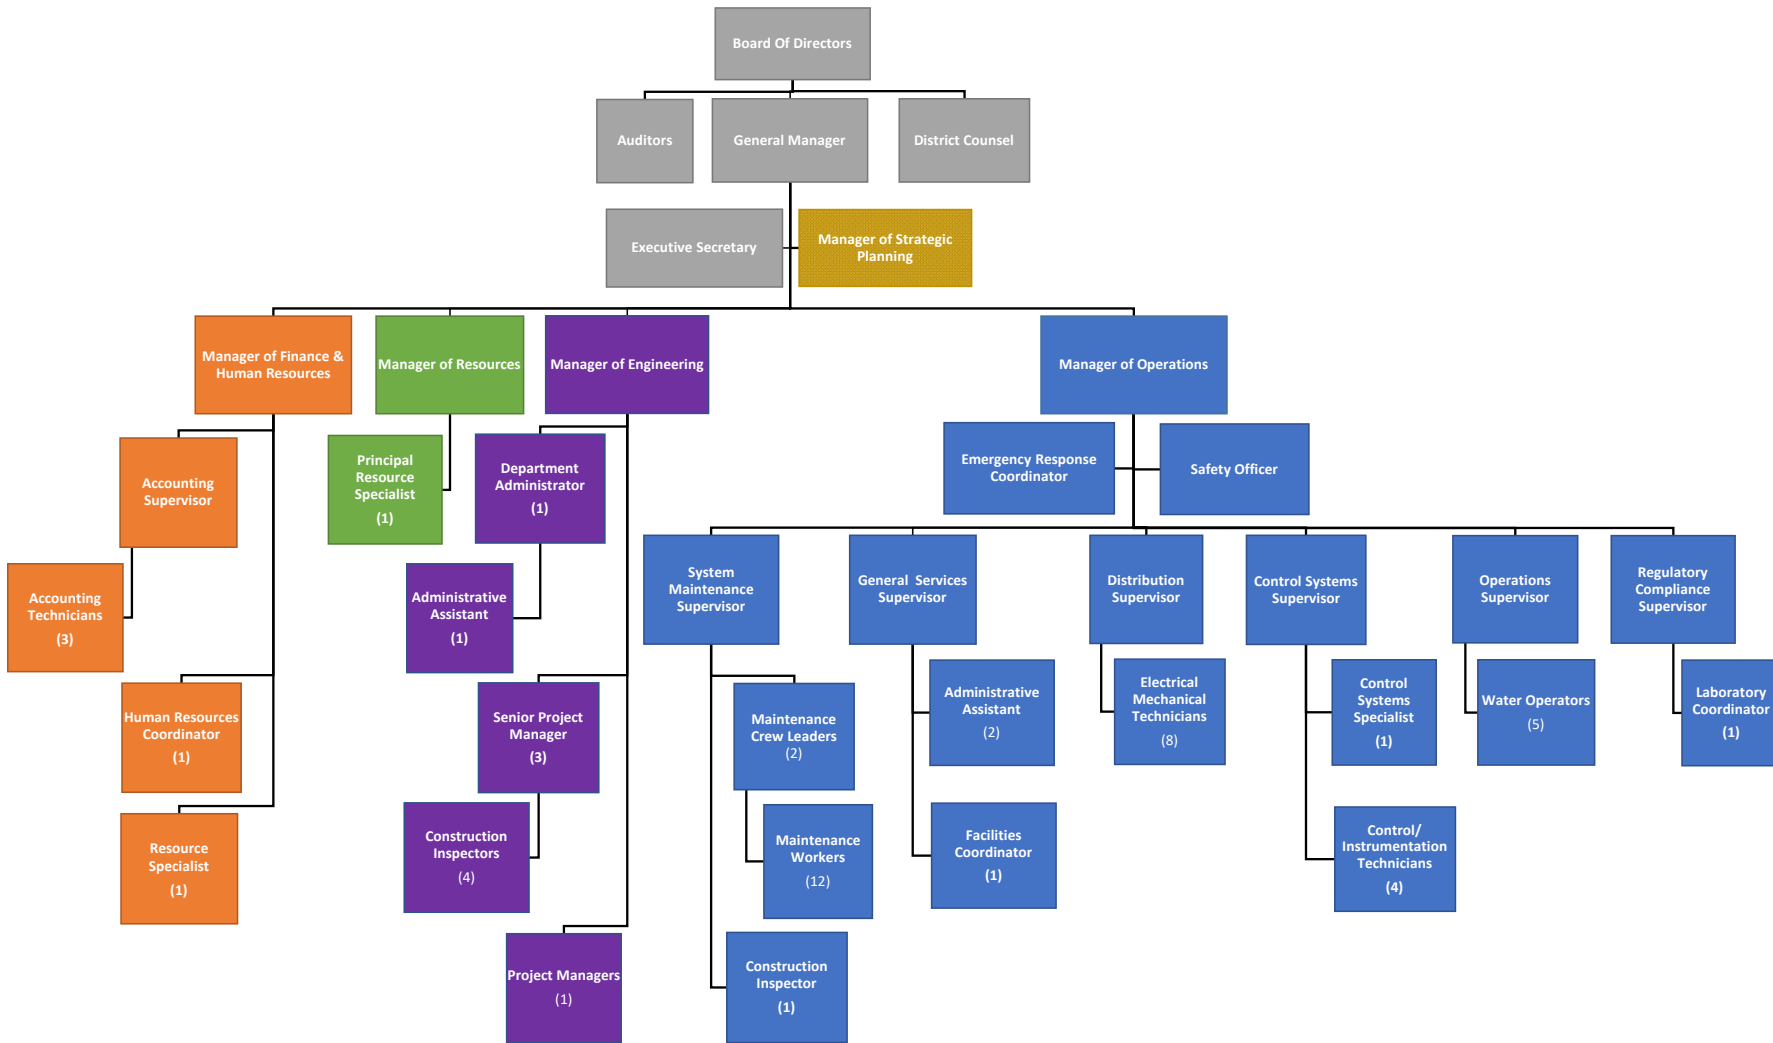 Board Of Directors
Auditors
General Manager
District Counsel
Executive Secretary
Manager of Strategic
Planning
Manager of Finance &
Human Resources
Manager of Resources
Manager of Engineering
Manager of Operations
Accounting
Supervisor
Principal
Resource
Specialist
(1)
Department
Administrator
(1)
Emergency Response
Coordinator
Safety Officer
Accounting
Technicians
(3)
Administrative
Assistant
(1)
System
Maintenance
Supervisor
General  Services
Supervisor
Distribution
Supervisor
Control Systems
Supervisor
Operations
Supervisor
Regulatory
Compliance
Supervisor
Human Resources
Coordinator
(1)
Senior Project
Manager
(3)
Maintenance
Crew Leaders
(2)
Administrative
Assistant
(2)
Electrical
Mechanical
Technicians
(8)
Control
Systems
Specialist
(1)
Water Operators
(5)
Laboratory
Coordinator
(1)
Resource
Specialist
(1)
Construction
Inspectors
(4)
Maintenance
Workers
(12)
Facilities
Coordinator
(1)
Control/
Instrumentation
Technicians
(4)
Project Managers
(1)
Construction
Inspector
(1)